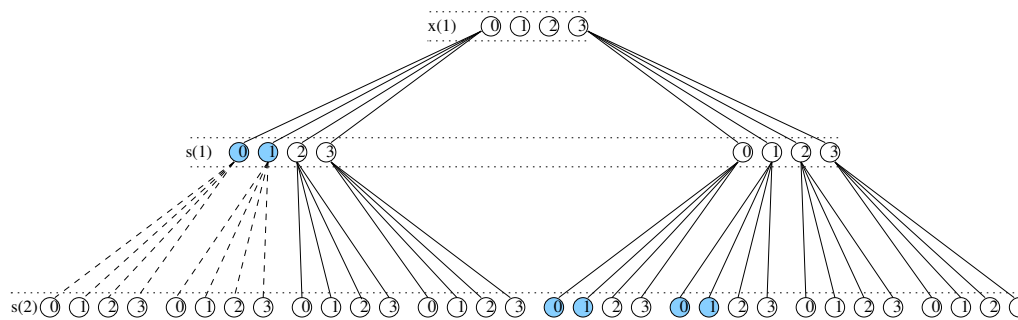 x(1) 0 1 2 3
s(1) 0 1 2 3 0 1 2 3
s(2) 0 1 2 3 0 1 2 3 0 1 2 3 0 1 2 3 0 1 2 3 0 1 2 3 0 1 2 3 0 1 2